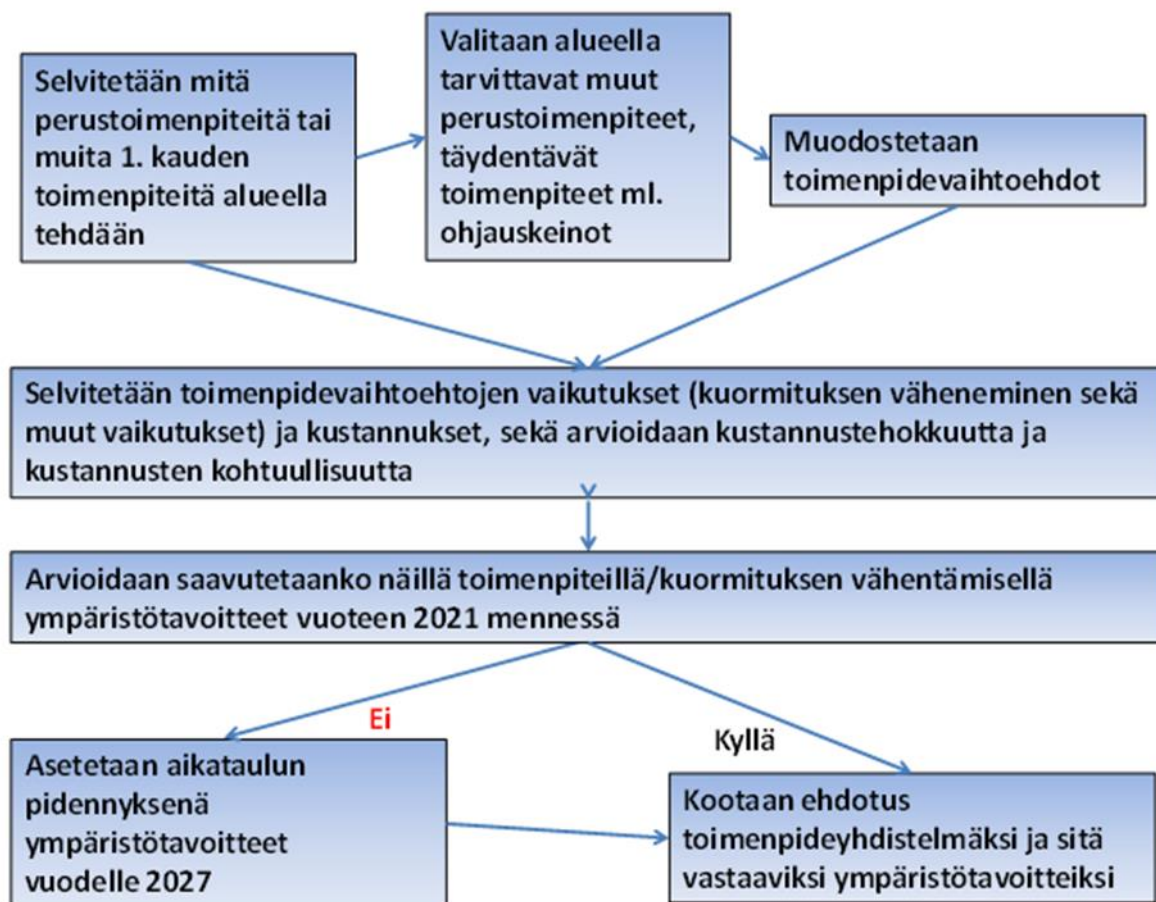 Selvitetään mitä
perustoimenpiteitä tai
muita 1. kauden
toimenpiteitä alueella
tehdään
Valitaan alueella
tarvittavat muut
perustoimenpiteet,
täydentävät
toimenpiteet ml.
ohjauskeinot
Muodostetaan
toimenpidevaihtoehdot
Selvitetään toimenpidevaihtoehtojen vaikutukset (kuormituksen väheneminen sekä
muut vaikutukset) ja kustannukset, sekä arvioidaan kustannustehokkuutta ja
kustannusten kohtuullisuutta
Arvioidaan saavutetaanko näillä toimenpiteillä/kuormituksen vähentämisellä
ympäristötavoitteet vuoteen 2021 mennessä
Ei
Kyllä
Asetetaan aikataulun
pidennyksenä
ympäristötavoitteet
vuodelle 2027
Kootaan ehdotus
toimenpideyhdistelmäksi ja sitä
vastaaviksi ympäristötavoitteiksi